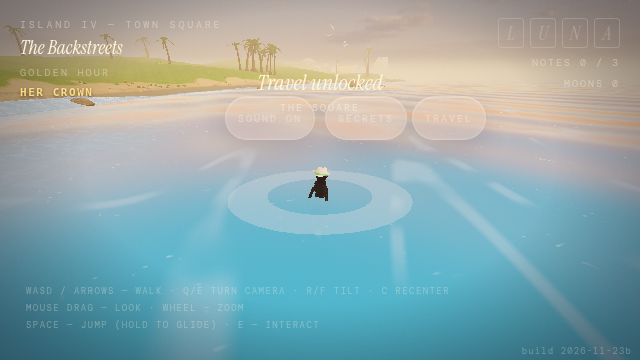 ISLAND IV — TOWN SQUARE
The Backstreets
GOLDEN HOUR
HER CROWN
L U N A
NOTES 0 / 3
MOONS 0
Travel unlocked
THE SQUARE
SOUND ON
SECRETS
TRAVEL
WASD / ARROWS — WALK · Q/E TURN CAMERA · R/F TILT · C RECENTER
MOUSE DRAG — LOOK · WHEEL — ZOOM
SPACE — JUMP (HOLD TO GLIDE) · E — INTERACT
build 2026-11-23b